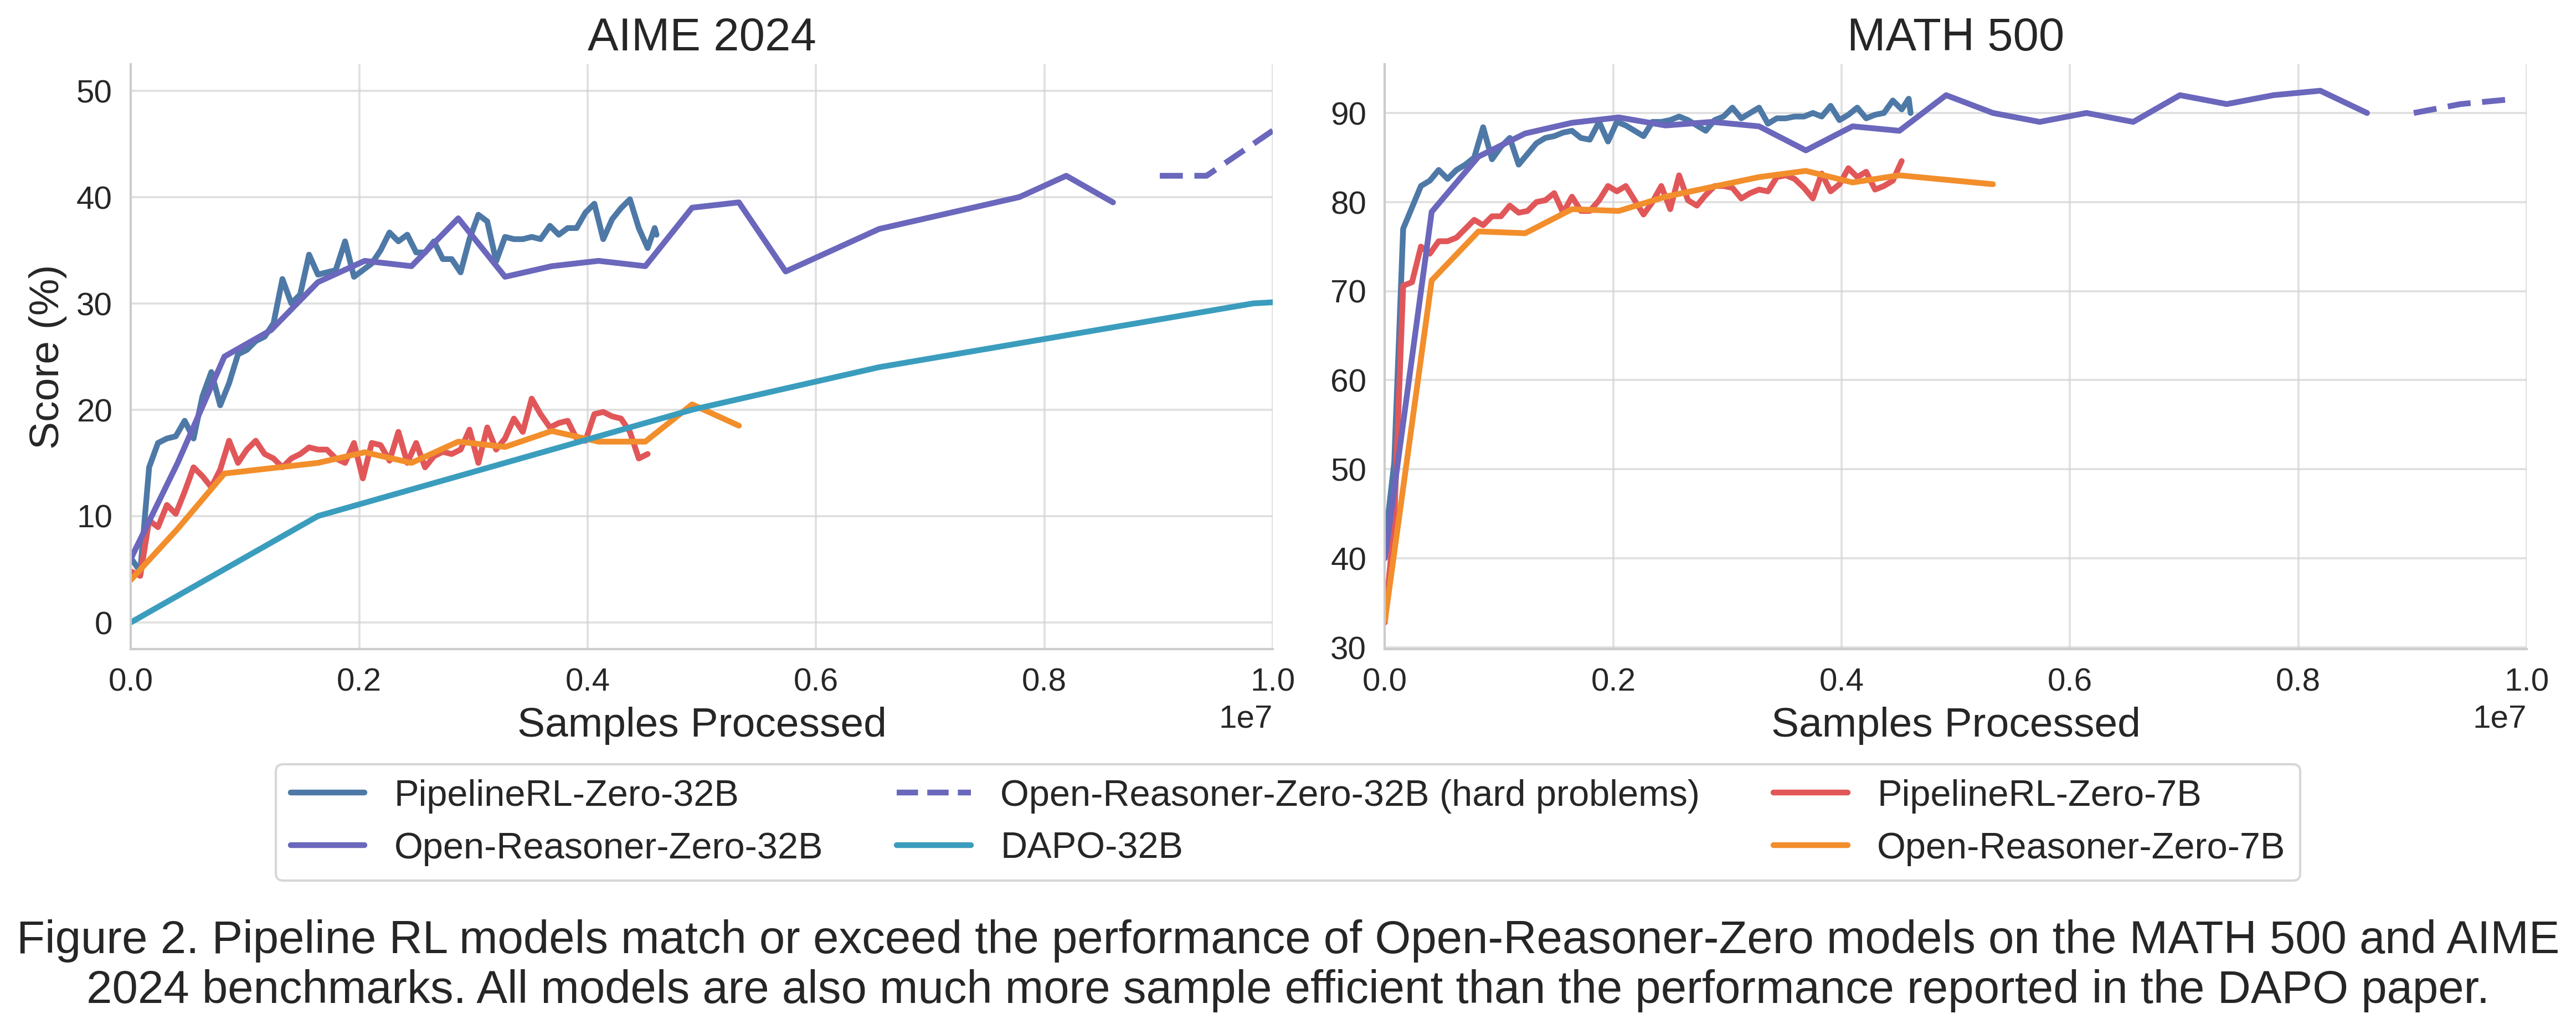 AIME 2024
MATH 500
Score (%)
50
40
30
20
10
0
0.0 0.2 0.4 0.6 0.8 1.0
1e7
Samples Processed
90
80
70
60
50
40
30
0.0 0.2 0.4 0.6 0.8 1.0
1e7
Samples Processed
PipelineRL-Zero-32B
Open-Reasoner-Zero-32B
Open-Reasoner-Zero-32B (hard problems)
DAPO-32B
PipelineRL-Zero-7B
Open-Reasoner-Zero-7B
Figure 2. Pipeline RL models match or exceed the performance of Open-Reasoner-Zero models on the MATH 500 and AIME
2024 benchmarks. All models are also much more sample efficient than the performance reported in the DAPO paper.